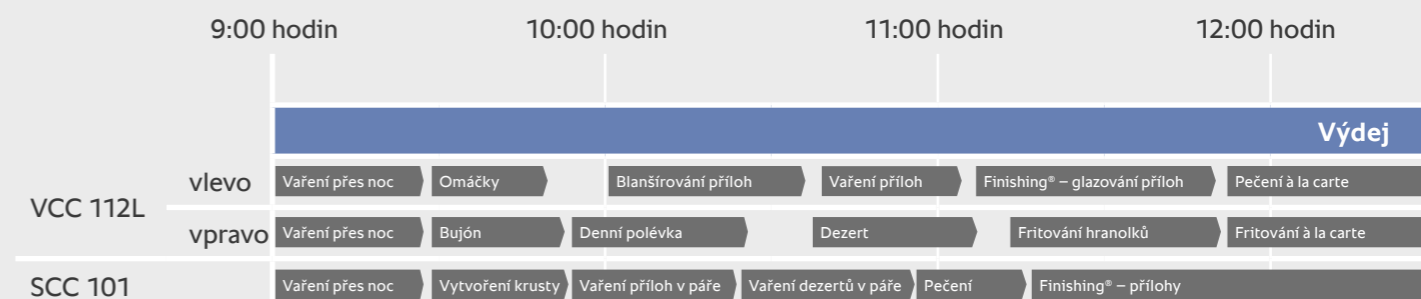 9:00 hodin 10:00 hodin 11:00 hodin 12:00 hodin
Výdej
VCC 112L
vlevo Vaření přes noc Omáčky Blanšírování příloh Vaření příloh Finishing® – glazování příloh Pečení à la carte
vpravo Vaření přes noc Bujón Denní polévka Dezert Fritování hranolků Fritování à la carte
SCC 101 Vaření přes noc Vytvoření krusty Vaření příloh v páře Vaření dezertů v páře Pečení Finishing® – přílohy